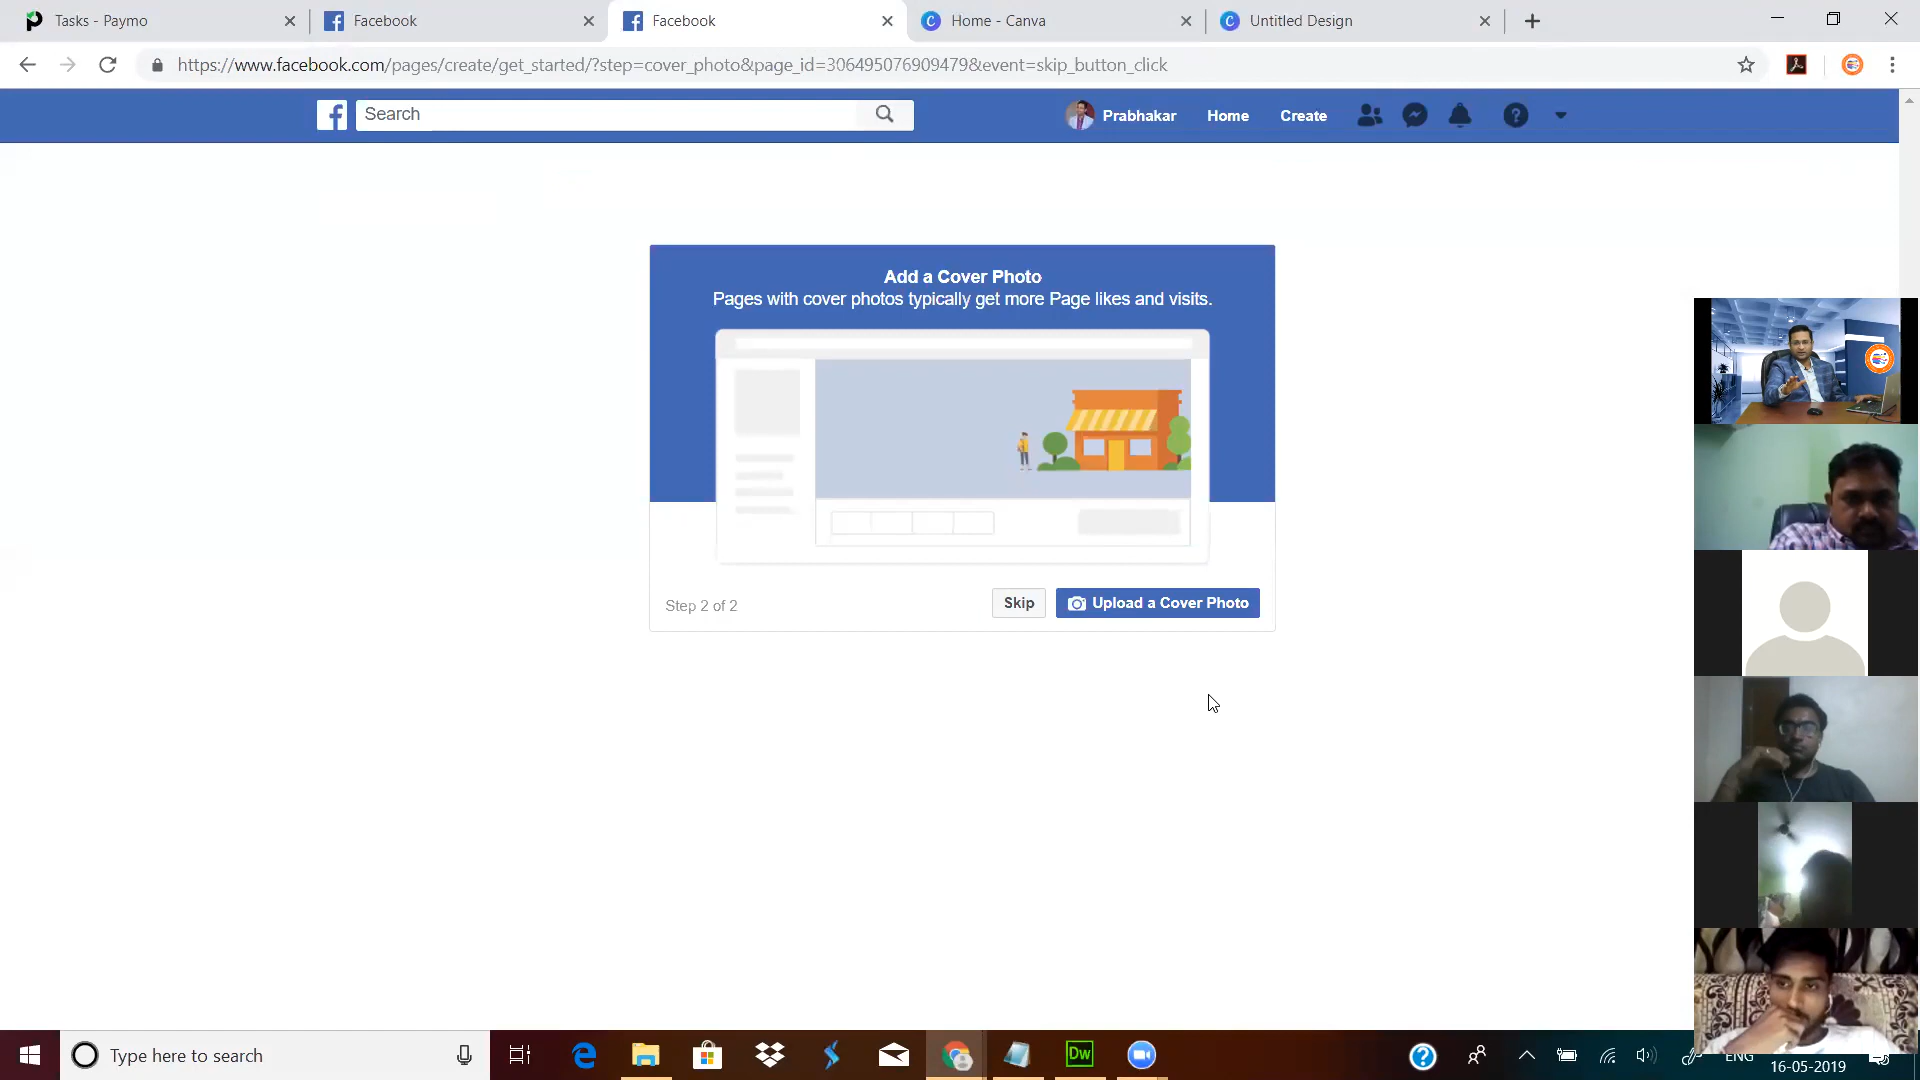 Tasks - Paymo
Facebook
Facebook
Home - Canva
Untitled Design
https://www.facebook.com/pages/create/get_started/?step=cover_photo&page_id=306495076909479&event=skip_button_click
Search
Prabhakar
Home
Create
Add a Cover Photo
Pages with cover photos typically get more Page likes and visits.
Step 2 of 2
Skip
Upload a Cover Photo
Type here to search
Dw
ENG
16-05-2019